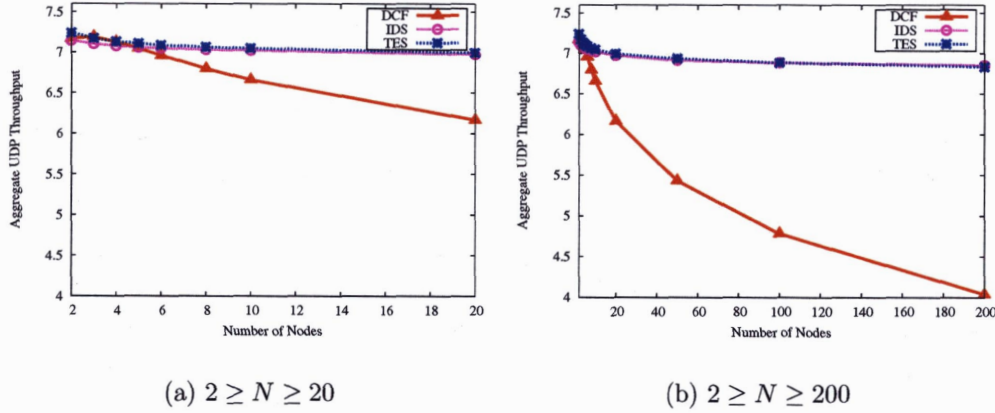 7.5
7
6.5
6
5.5
5
4.5
4
2 4 6 8 10 12 14 16 18 20
Aggregate UDP Throughput
Number of Nodes
DCF
IDS
TES
(a) 2 ≥ N ≥ 20
7.5
7
6.5
6
5.5
5
4.5
4
20 40 60 80 100 120 140 160 180 200
Aggregate UDP Throughput
Number of Nodes
DCF
IDS
TES
(b) 2 ≥ N ≥ 200